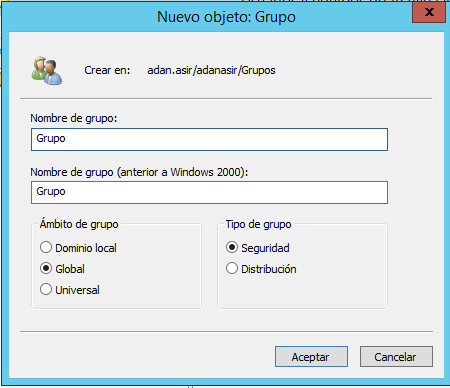 Nuevo objeto: Grupo
x
Crear en: adan.asir/adanasir/Grupos
Nombre de grupo:
Grupo
Nombre de grupo (anterior a Windows 2000):
Grupo
Ámbito de grupo
Dominio local
Global
Universal
Tipo de grupo
Seguridad
Distribución
Aceptar
Cancelar